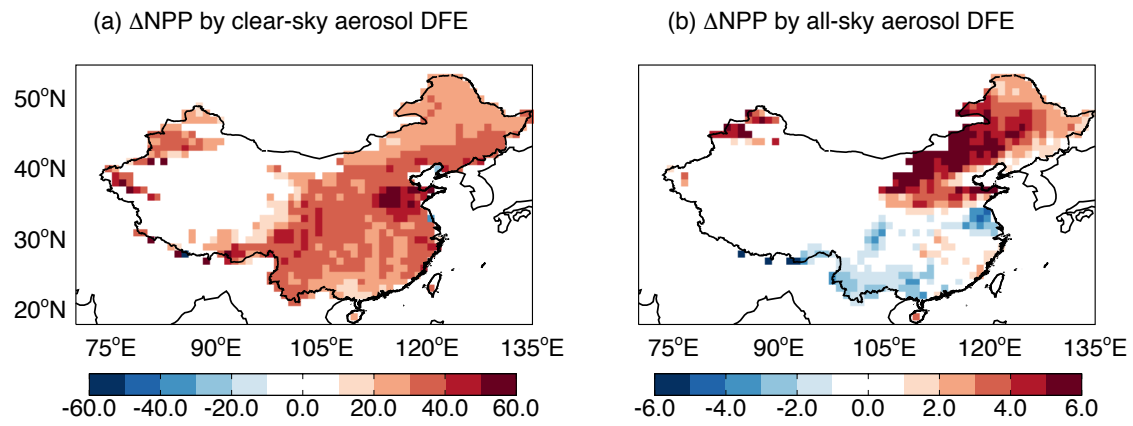 (a) ΔNPP by clear-sky aerosol DFE
(b) ΔNPP by all-sky aerosol DFE
50°N
40°N
30°N
20°N
75°E 90°E 105°E 120°E 135°E
75°E 90°E 105°E 120°E 135°E
-60.0 -40.0 -20.0 0.0 20.0 40.0 60.0
-6.0 -4.0 -2.0 0.0 2.0 4.0 6.0